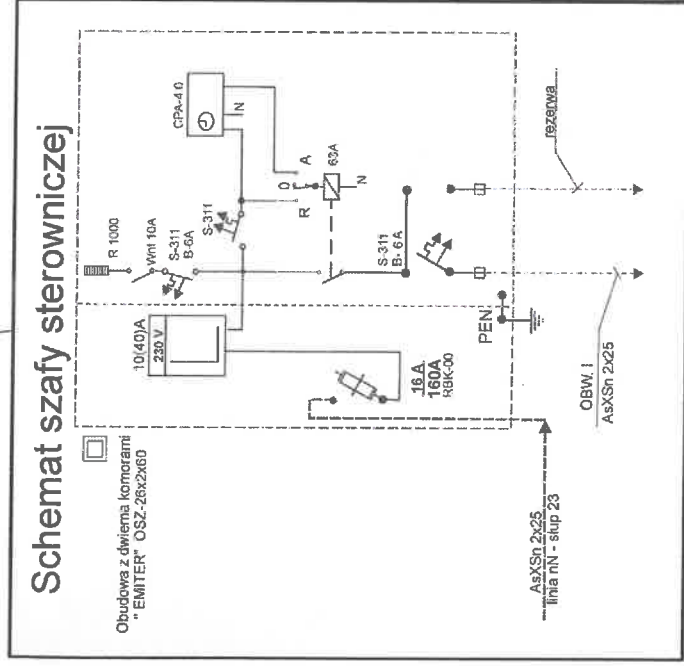 Schemat szafy sterowniczej
Obudowa z dwiema komorami
" EMITER" OSZ-26x2x60
10(40)A
230 V
R 1000
Wnt 10A
S-311
B-6A
S-311
CPA-4.0
N
R
0
A
63A
N
16 A
160A
RBK-00
S-311
B- 6A
PEN
AsXSn 2x25
linia nN - słup 23
OBW. I
AsXSn 2x25
rezerwa